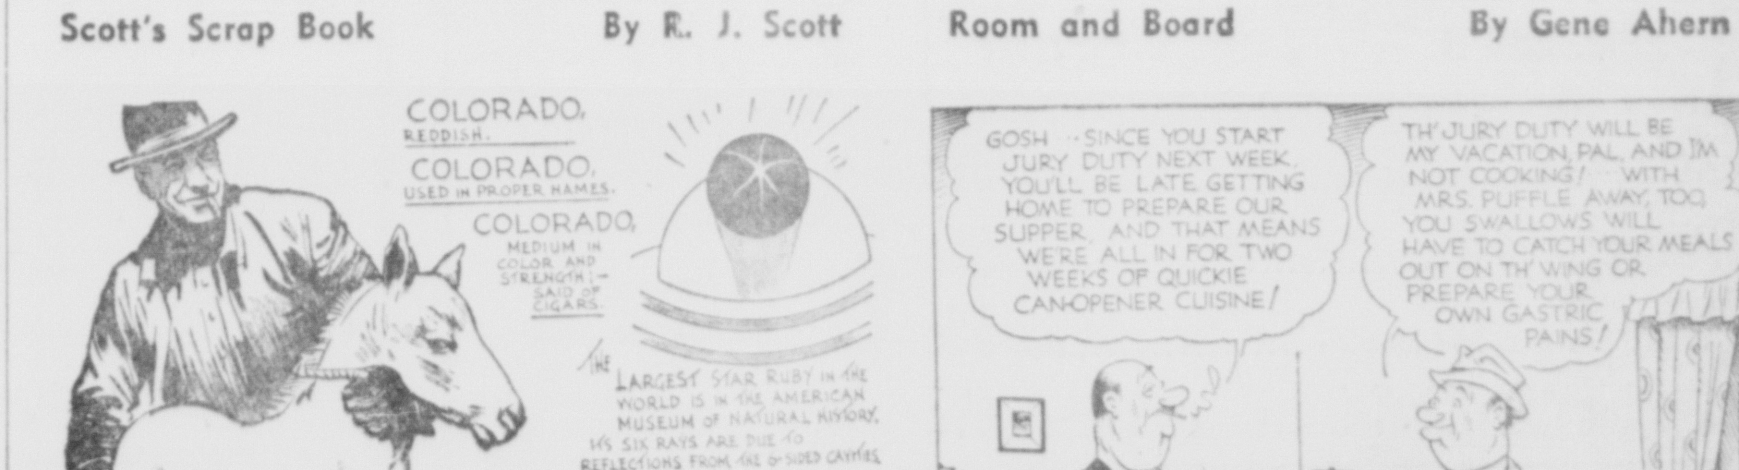 Scott's Scrap Book
By R. J. Scott
COLORADO,
REDDISH.
COLORADO,
USED IN PROPER NAMES.
COLORADO,
MEDIUM IN
COLOR AND
STRENGTH;-
SAID OF
CIGARS.
THE
LARGEST STAR RUBY IN THE
WORLD IS IN THE AMERICAN
MUSEUM OF NATURAL HISTORY.
ITS SIX RAYS ARE DUE TO
REFLECTIONS FROM THE 6-SIDED CAVITIES
Room and Board
By Gene Ahern
GOSH ··SINCE YOU START
JURY DUTY NEXT WEEK,
YOU'LL BE LATE GETTING
HOME TO PREPARE OUR
SUPPER, AND THAT MEANS
WE'RE ALL IN FOR TWO
WEEKS OF QUICKIE
CAN-OPENER CUISINE!
TH' JURY DUTY WILL BE
MY VACATION, PAL, AND I'M
NOT COOKING! ··· WITH
MRS. PUFFLE AWAY, TOO,
YOU SWALLOWS WILL
HAVE TO CATCH YOUR MEALS
OUT ON TH' WING OR
PREPARE YOUR
OWN GASTRIC
PAINS!